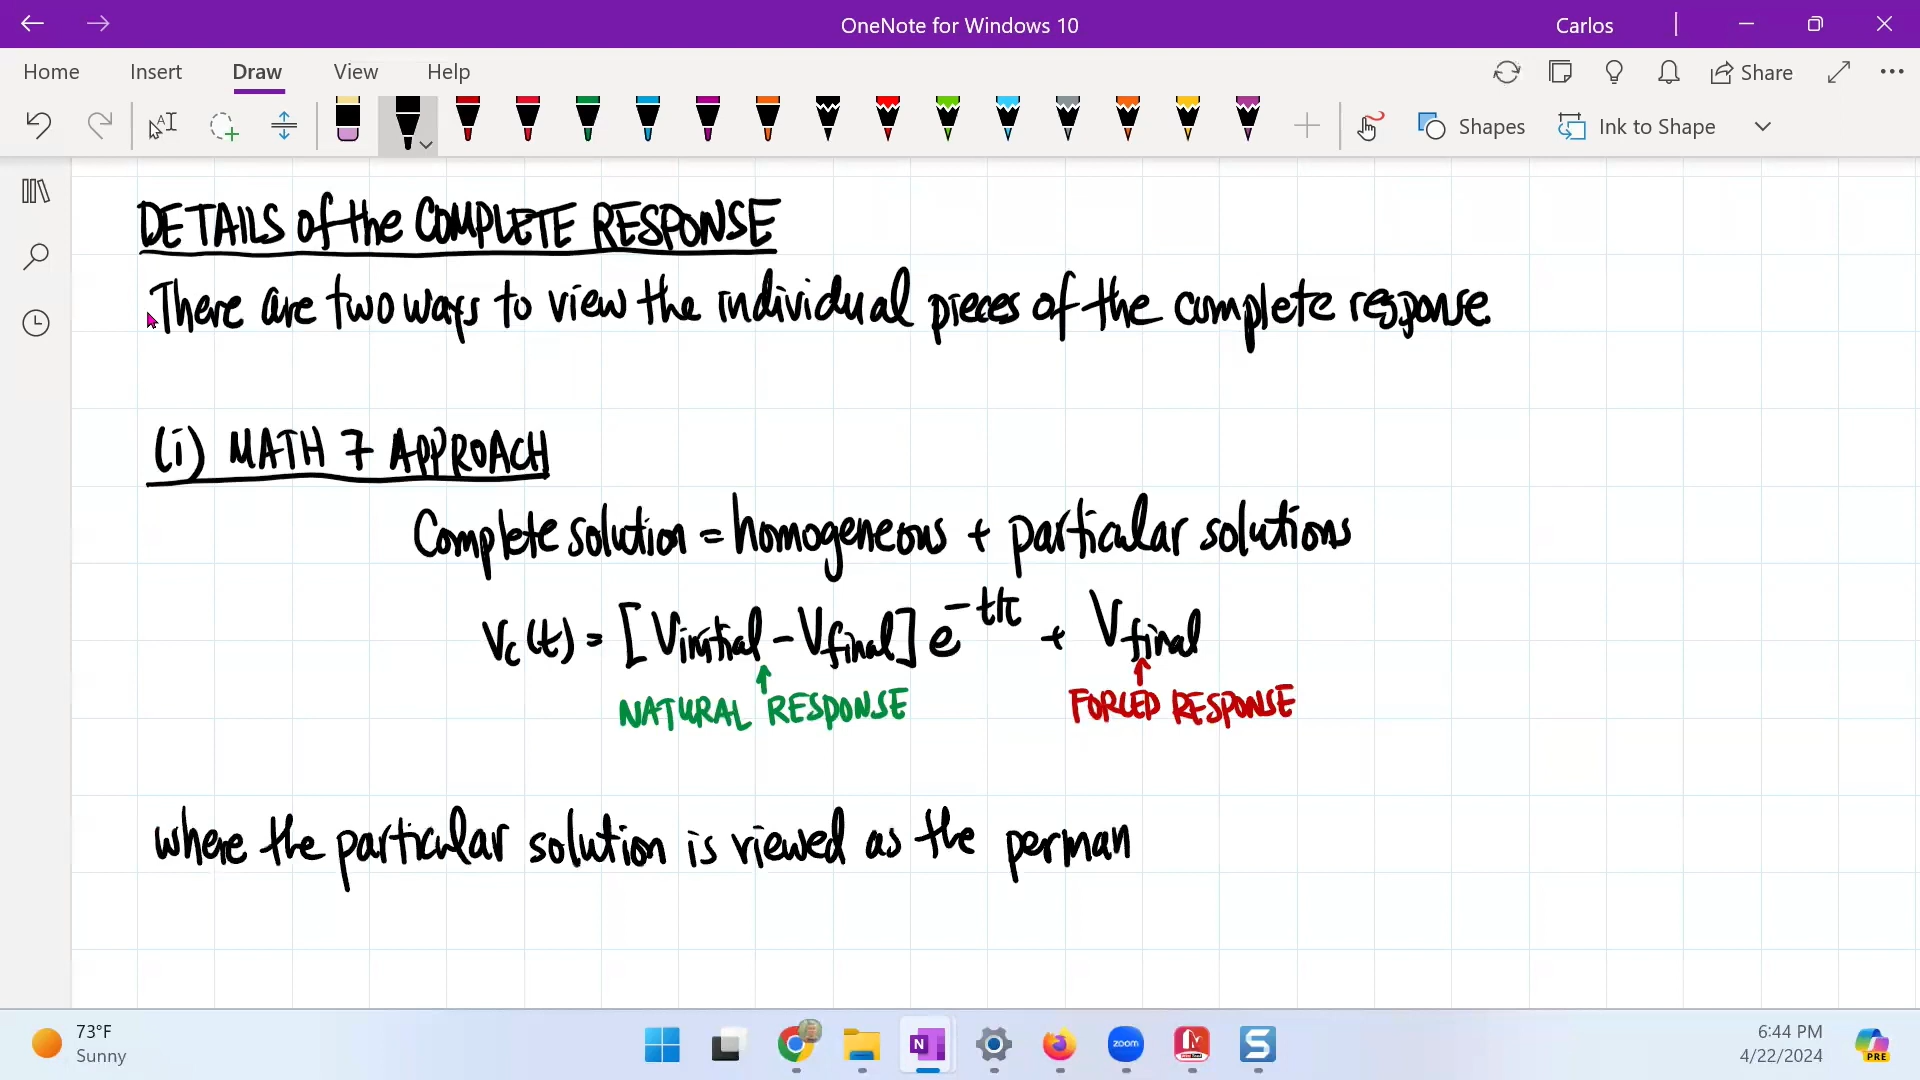 OneNote for Windows 10
Carlos
Home Insert Draw View Help
Share
Shapes
Ink to Shape
DETAILS of the COMPLETE RESPONSE
There are two ways to view the individual pieces of the complete response
(i) MATH 7 APPROACH
Complete solution = homogeneous + particular solutions
Vc(t) = [Vinitial - Vfinal] e^-t/τ + Vfinal
↑ ↑
NATURAL RESPONSE FORCED RESPONSE
where the particular solution is viewed as the perman
73°F
Sunny
zoom
6:44 PM
4/22/2024
PRE